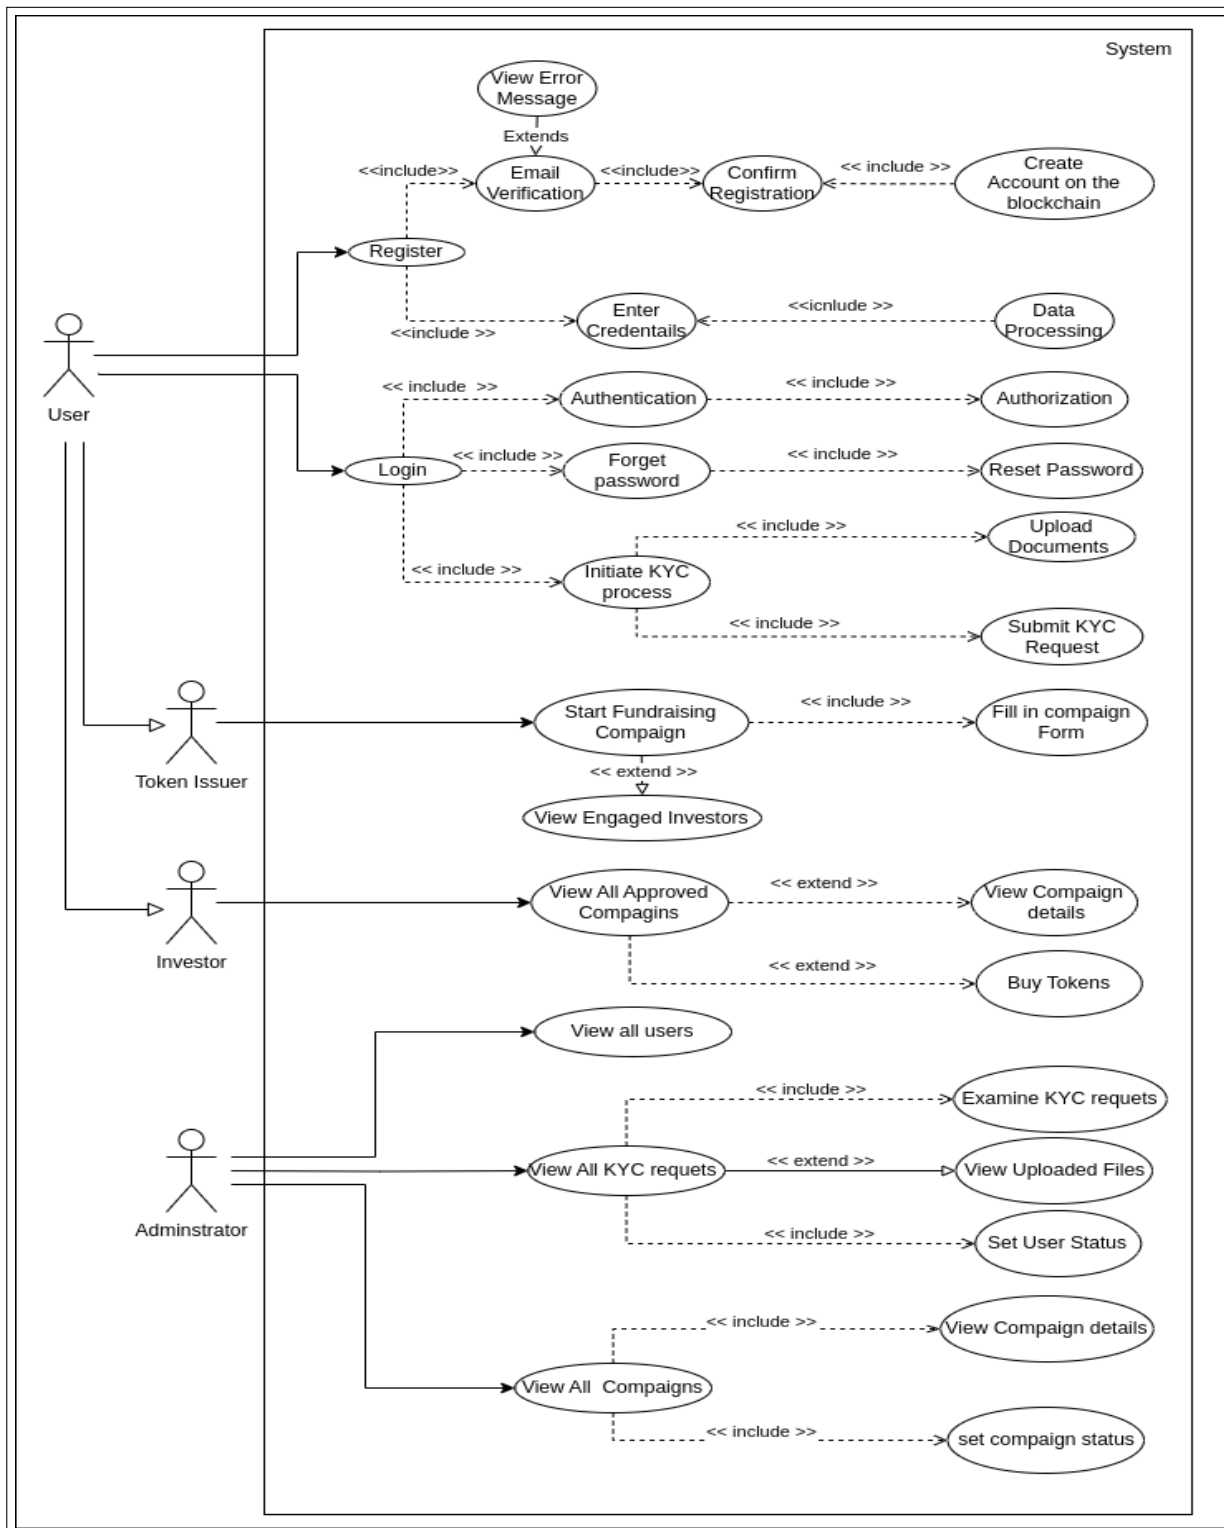 System
View Error
Message
Extends
<<include>>
Email
Verification
<<include>>
Confirm
Registration
<< include >>
Create
Account on the
blockchain
Register
<<include >>
Enter
Credentails
<<icnlude >>
Data
Processing
User
<< include  >>
Authentication
<< include >>
Authorization
Login
<< include >>
Forget
password
<< include >>
Reset Password
<< include >>
Initiate KYC
process
<< include >>
Upload
Documents
<< include >>
Submit KYC
Request
Token Issuer
Start Fundraising
Compaign
<< include >>
Fill in compaign
Form
<< extend >>
View Engaged Investors
Investor
View All Approved
Compagins
<< extend >>
View Compaign
details
<< extend >>
Buy Tokens
View all users
Adminstrator
<< include >>
Examine KYC requets
View All KYC requets
<< extend >>
View Uploaded Files
<< include >>
Set User Status
<< include >>
View Compaign details
View All  Compaigns
<< include >>
set compaign status